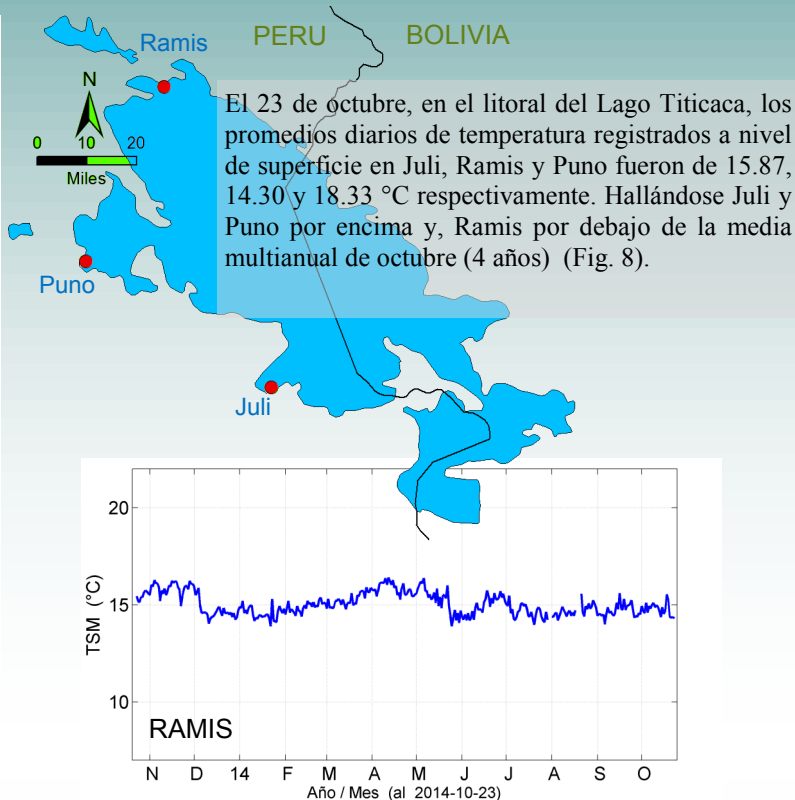 Ramis
PERU
BOLIVIA
N
0 10 20
Miles
El 23 de octubre, en el litoral del Lago Titicaca, los
promedios diarios de temperatura registrados a nivel
de superficie en Juli, Ramis y Puno fueron de 15.87,
14.30 y 18.33 °C respectivamente. Hallándose Juli y
Puno por encima y, Ramis por debajo de la media
multianual de octubre (4 años) (Fig. 8).
Puno
Juli
20
15
10
TSM (°C)
RAMIS
N D 14 F M A M J J A S O
Año / Mes (al 2014-10-23)